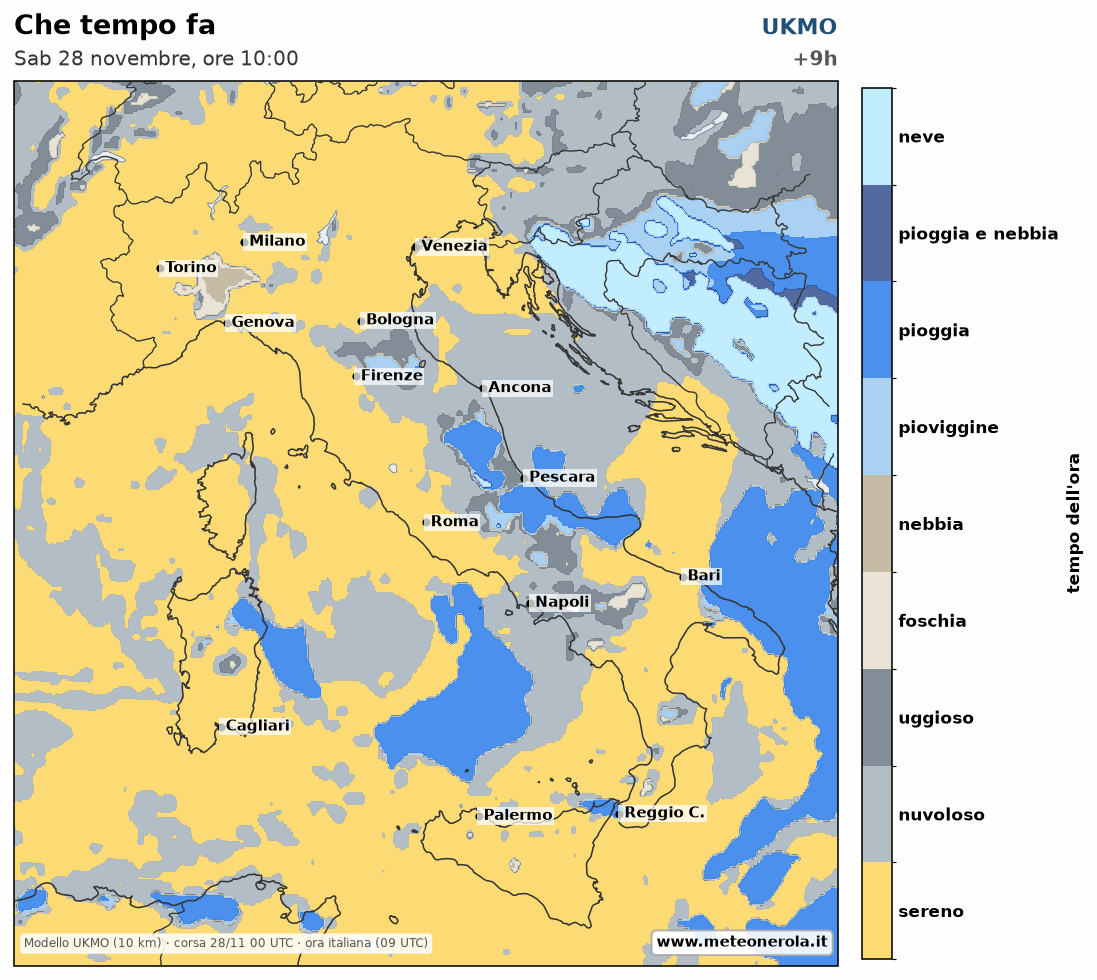 Che tempo fa
UKMO
Sab 28 novembre, ore 10:00
+9h
neve
pioggia e nebbia
pioggia
pioviggine
nebbia
foschia
uggioso
nuvoloso
sereno
tempo dell'ora
Milano
Venezia
Torino
Genova
Bologna
Firenze
Ancona
Pescara
Roma
Bari
Napoli
Cagliari
Palermo
Reggio C.
Modello UKMO (10 km) · corsa 28/11 00 UTC · ora italiana (09 UTC)
www.meteonerola.it